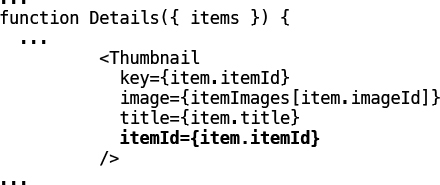 ...
function Details({ items }) {
  ...
          <Thumbnail
            key={item.itemId}
            image={itemImages[item.imageId]}
            title={item.title}
            itemId={item.itemId}
          />
...